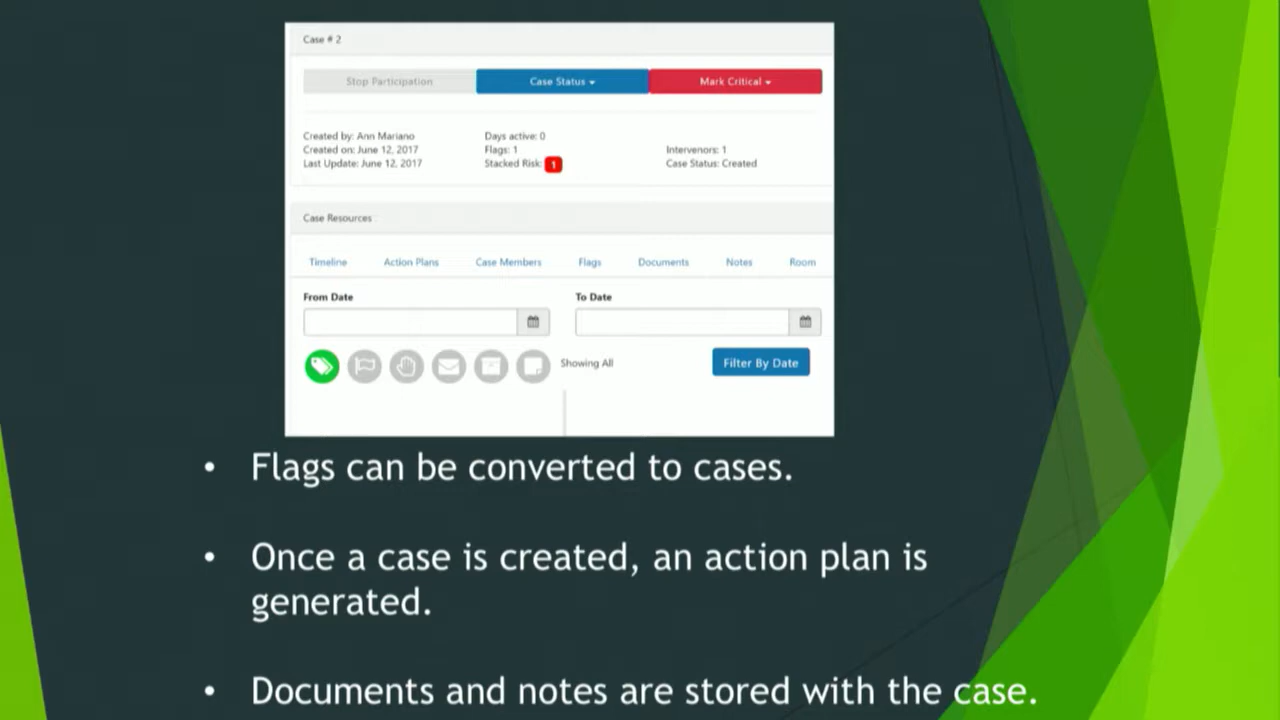 Case # 2
Stop Participation Case Status Mark Critical
Created by: Ann Mariano Days active: 0
Created on: June 12, 2017 Flags: 1 Intervenors: 1
Last Update: June 12, 2017 Stacked Risk: 1 Case Status: Created
Case Resources
Timeline Action Plans Case Members Flags Documents Notes Room
From Date To Date
Showing All Filter By Date
• Flags can be converted to cases.
• Once a case is created, an action plan is
generated.
• Documents and notes are stored with the case.